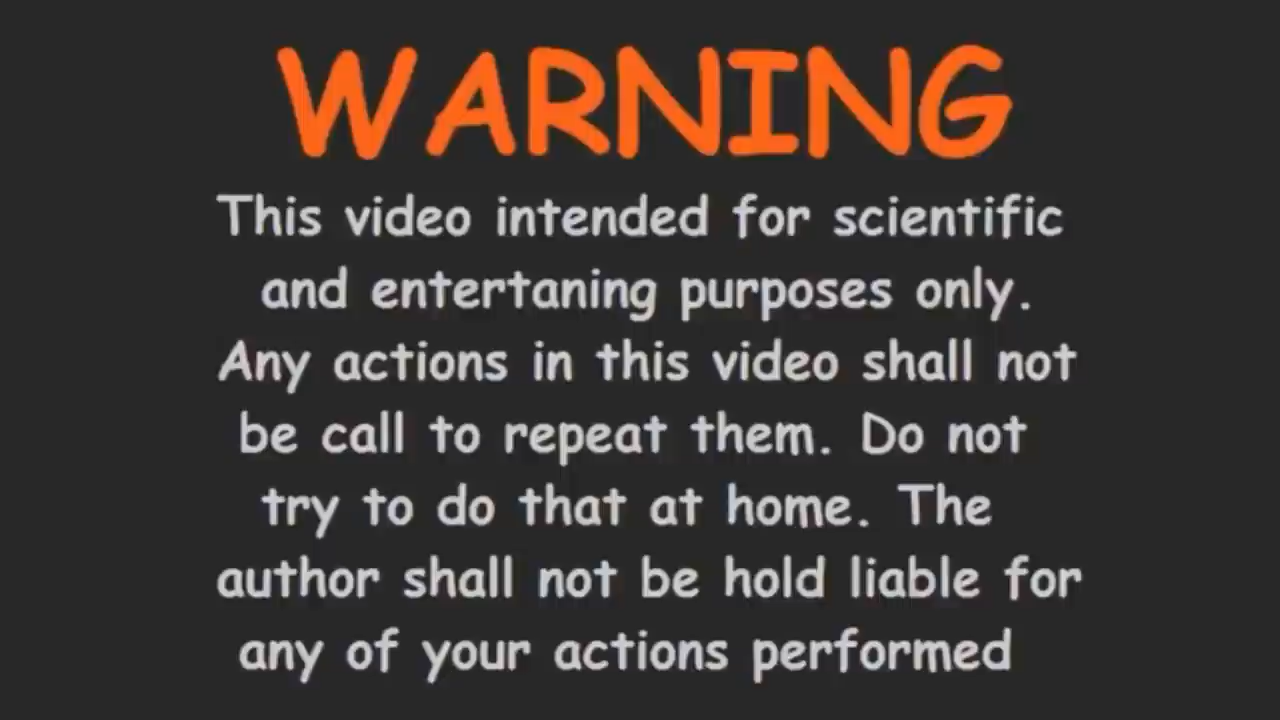 WARNING
This video intended for scientific
and entertaning purposes only.
Any actions in this video shall not
be call to repeat them. Do not
try to do that at home. The
author shall not be hold liable for
any of your actions performed